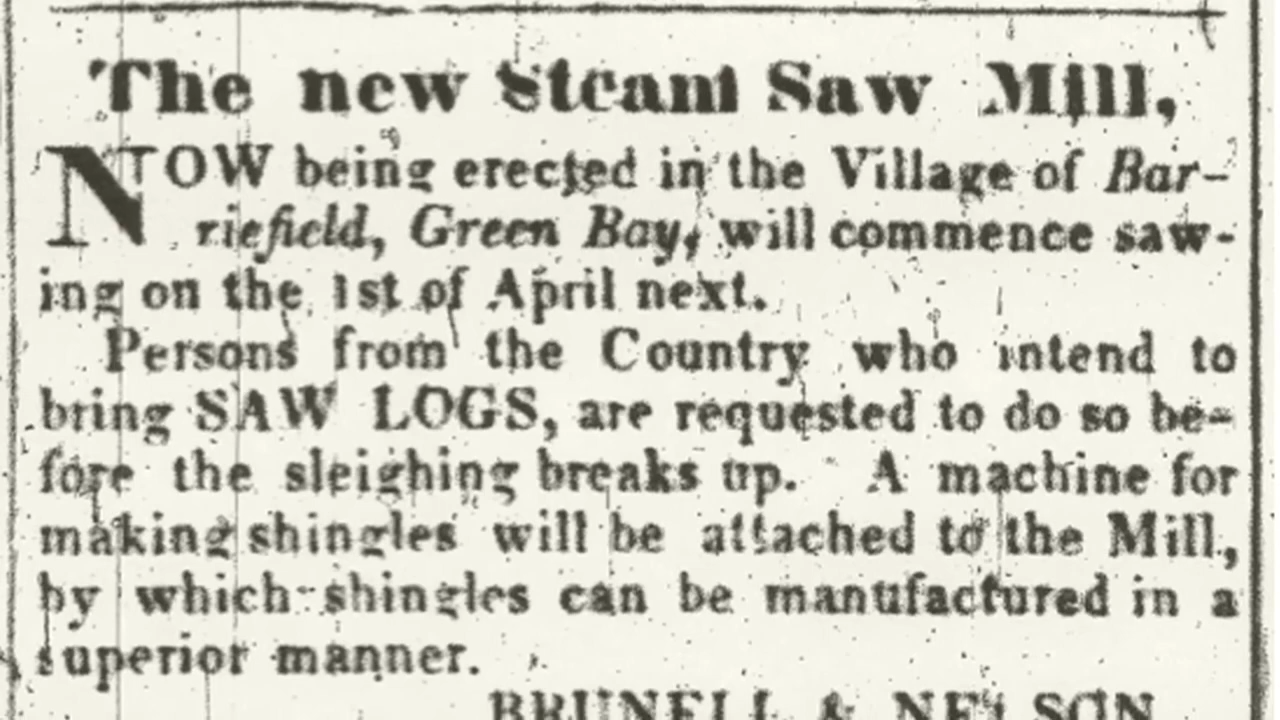 The new Steam Saw Mill,
NOW being erected in the Village of Bar-
riefield, Green Bay, will commence saw-
ing on the 1st of April next.
Persons from the Country who intend to
bring SAW LOGS, are requested to do so be-
fore the sleighing breaks up. A machine for
making shingles will be attached to the Mill,
by which shingles can be manufactured in a
superior manner.
BRUNELL & NELSON